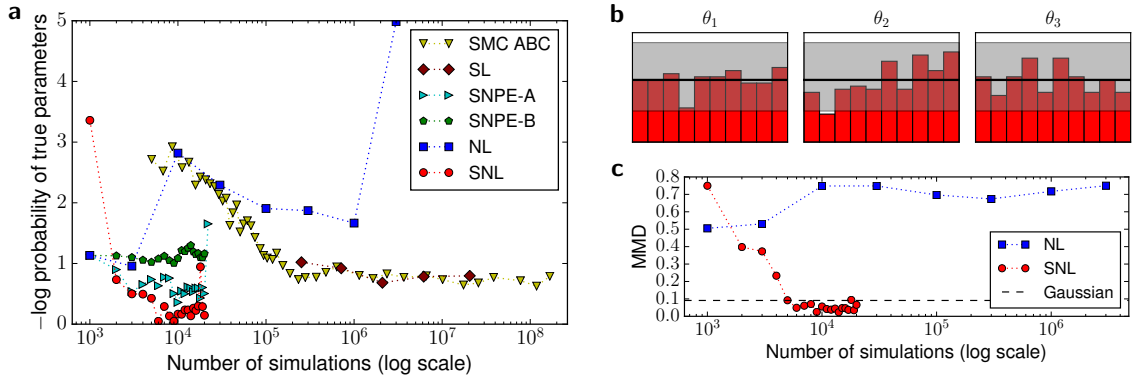 a
−log probability of true parameters
5
4
3
2
1
0
10³ 10⁴ 10⁵ 10⁶ 10⁷ 10⁸
Number of simulations (log scale)
SMC ABC
SL
SNPE-A
SNPE-B
NL
SNL
b
θ₁ θ₂ θ₃
c
MMD
0.8
0.7
0.6
0.5
0.4
0.3
0.2
0.1
0.0
10³ 10⁴ 10⁵ 10⁶
Number of simulations (log scale)
NL
SNL
Gaussian